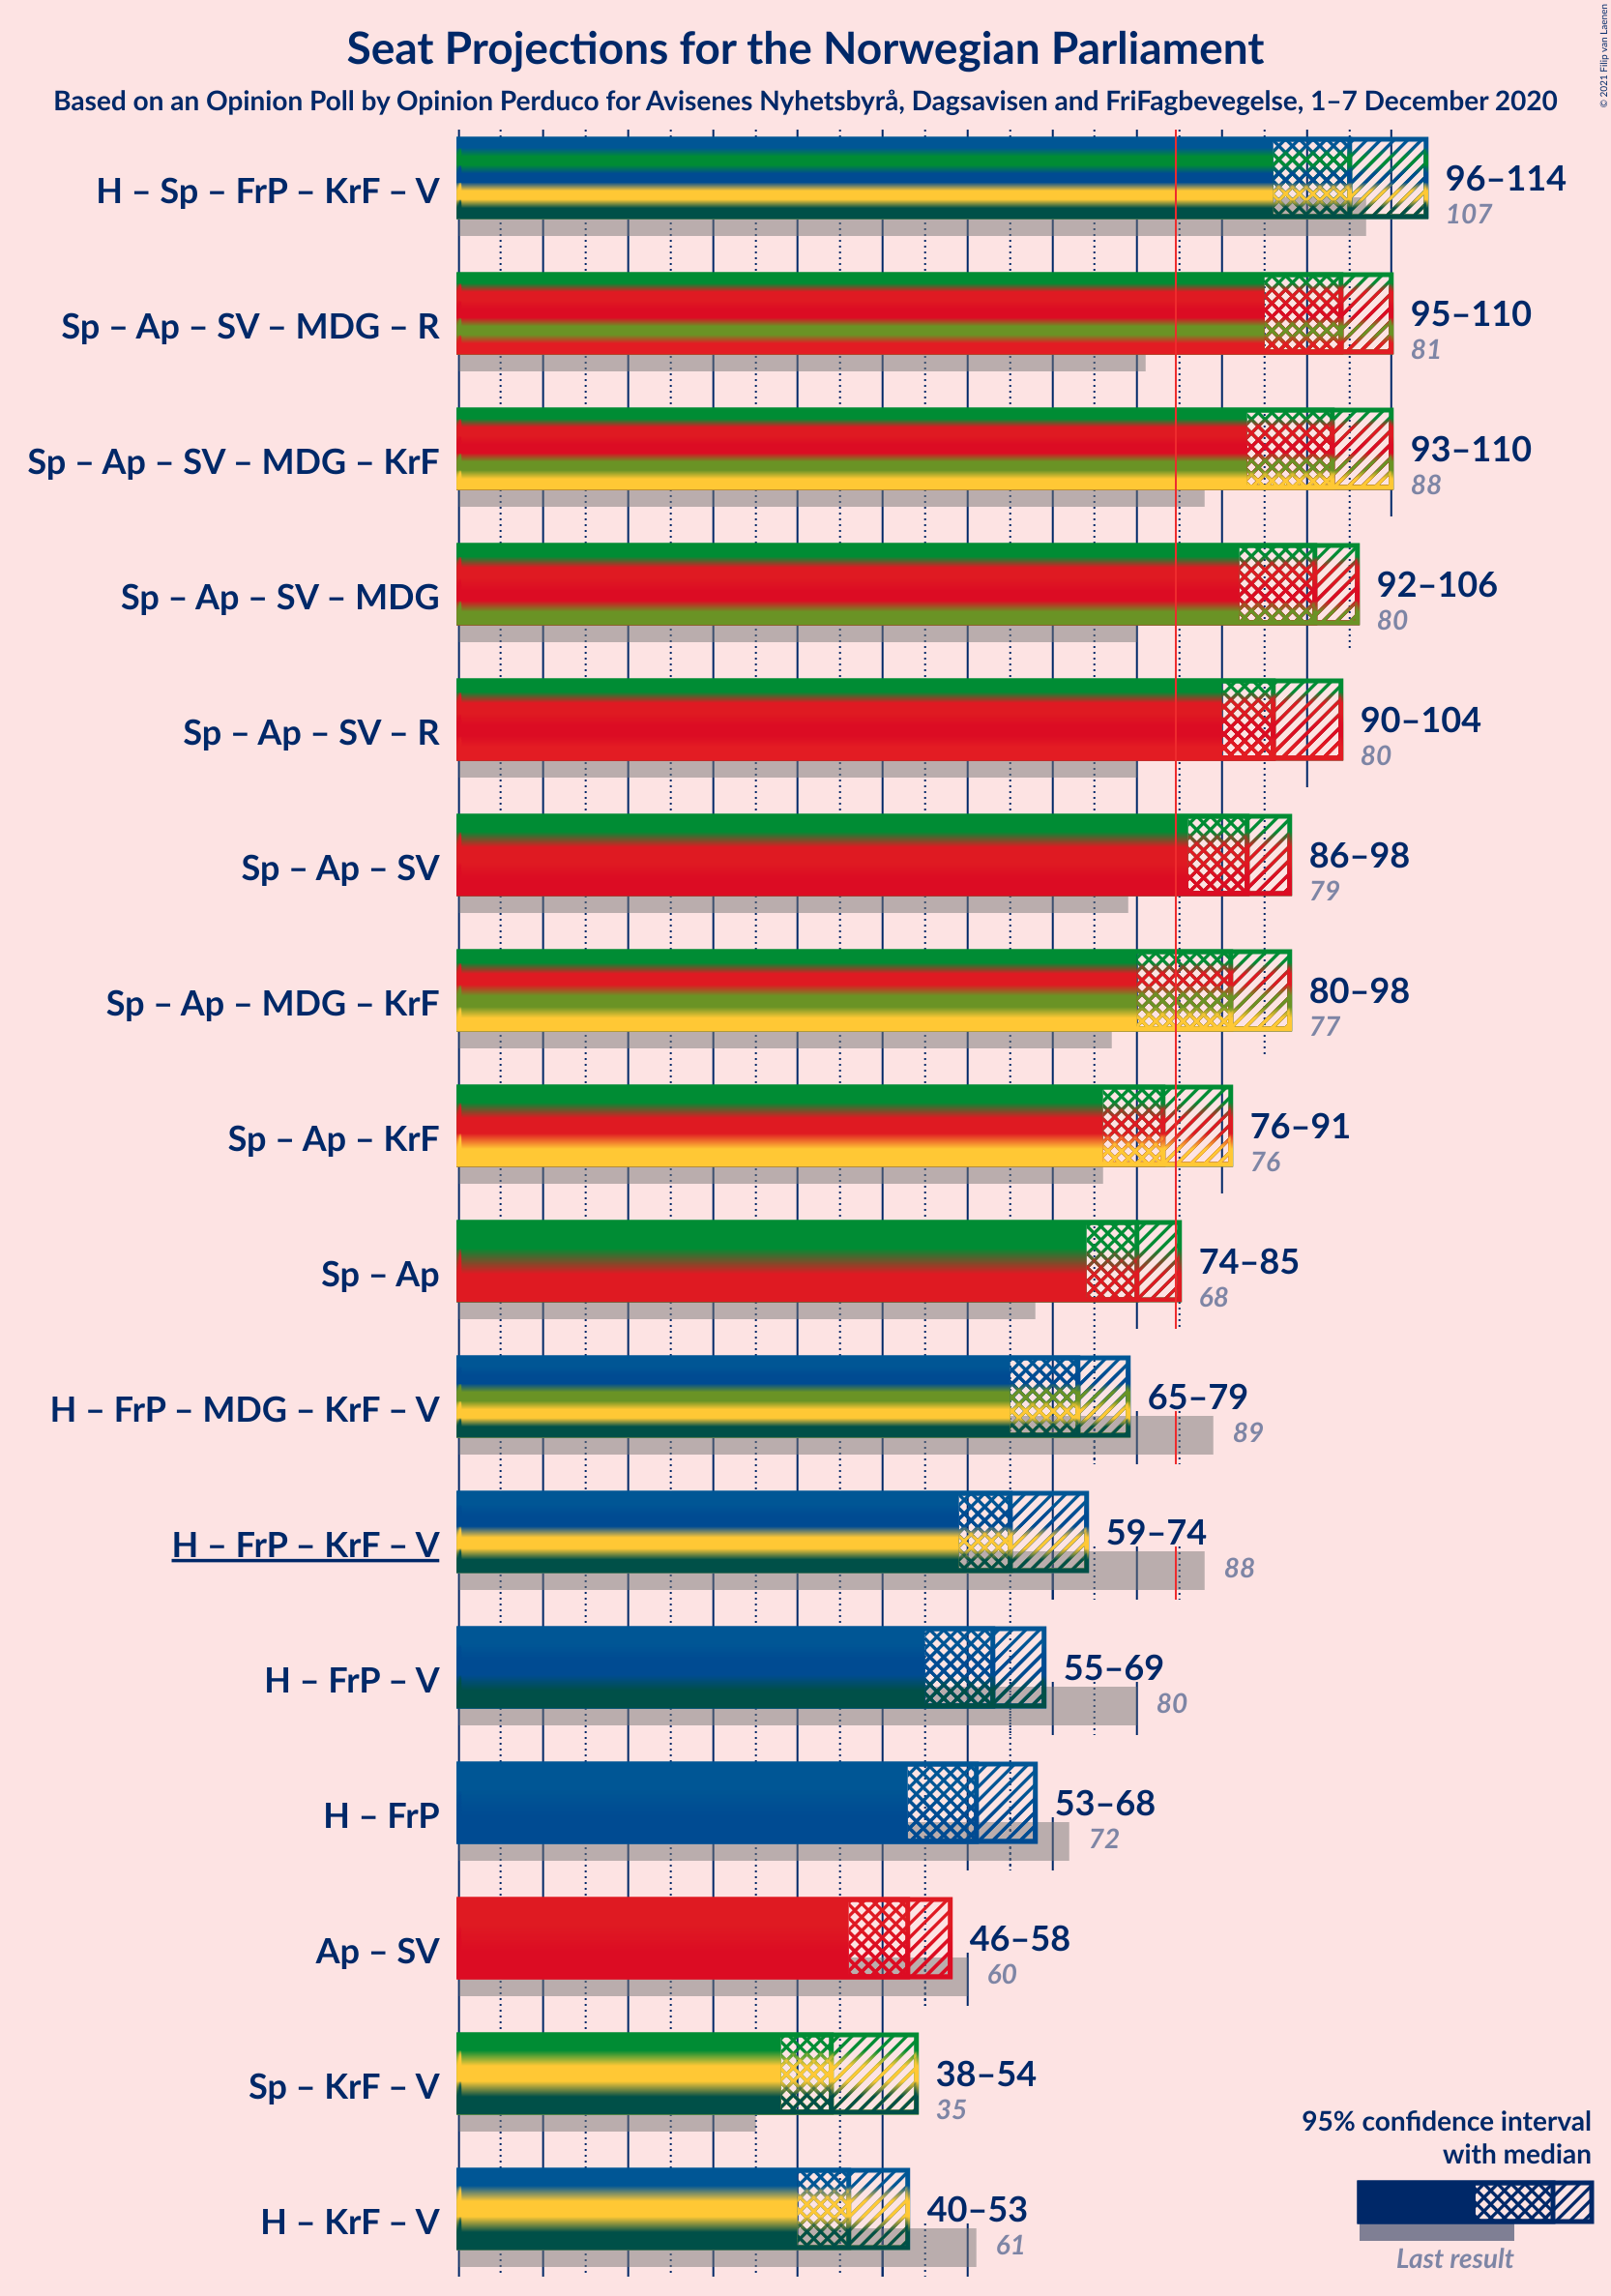 Seat Projections for the Norwegian Parliament
Based on an Opinion Poll by Opinion Perduco for Avisenes Nyhetsbyrå, Dagsavisen and FriFagbevegelse, 1–7 December 2020
© 2021 Filip van Laenen
H – Sp – FrP – KrF – V
96–114
107
Sp – Ap – SV – MDG – R
95–110
81
Sp – Ap – SV – MDG – KrF
93–110
88
Sp – Ap – SV – MDG
92–106
80
Sp – Ap – SV – R
90–104
80
Sp – Ap – SV
86–98
79
Sp – Ap – MDG – KrF
80–98
77
Sp – Ap – KrF
76–91
76
Sp – Ap
74–85
68
H – FrP – MDG – KrF – V
65–79
89
H – FrP – KrF – V
59–74
88
H – FrP – V
55–69
80
H – FrP
53–68
72
Ap – SV
46–58
60
Sp – KrF – V
38–54
35
H – KrF – V
40–53
61
95% confidence interval
with median
Last result